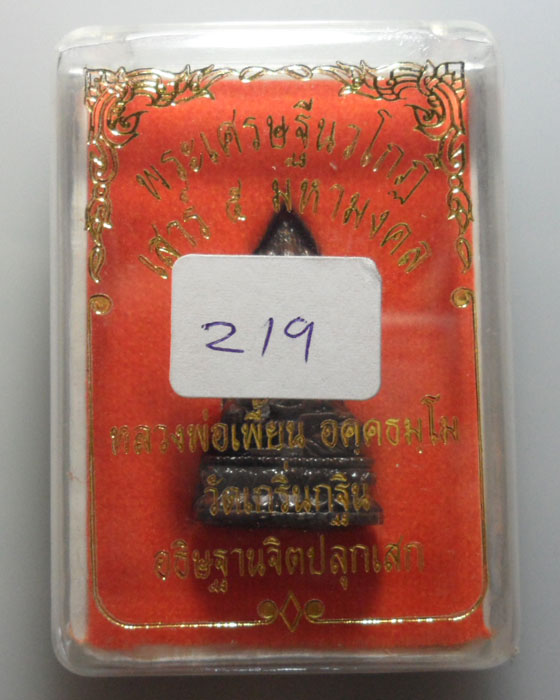 พระเศรษฐีนวโกฏิ
เสาร์ ๕ มหามงคล
219
หลวงพ่อเพี้ยน อคฺคธมฺโม
วัดเกริ่นกฐิน
อธิษฐานจิตปลุกเสก